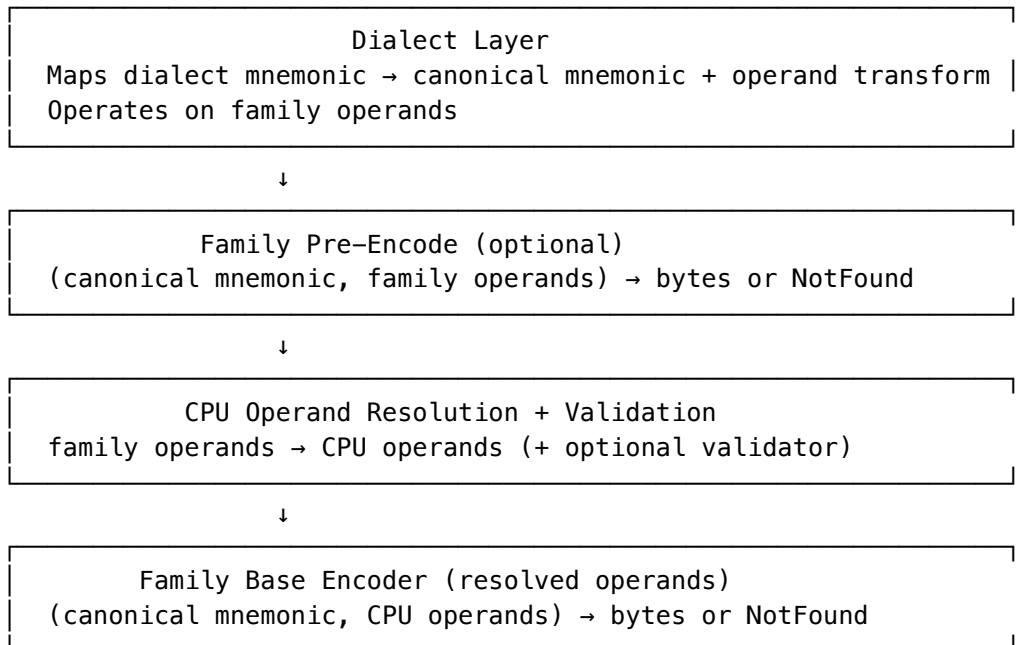 Dialect Layer
Maps dialect mnemonic → canonical mnemonic + operand transform
Operates on family operands
↓
Family Pre-Encode (optional)
(canonical mnemonic, family operands) → bytes or NotFound
↓
CPU Operand Resolution + Validation
family operands → CPU operands (+ optional validator)
↓
Family Base Encoder (resolved operands)
(canonical mnemonic, CPU operands) → bytes or NotFound